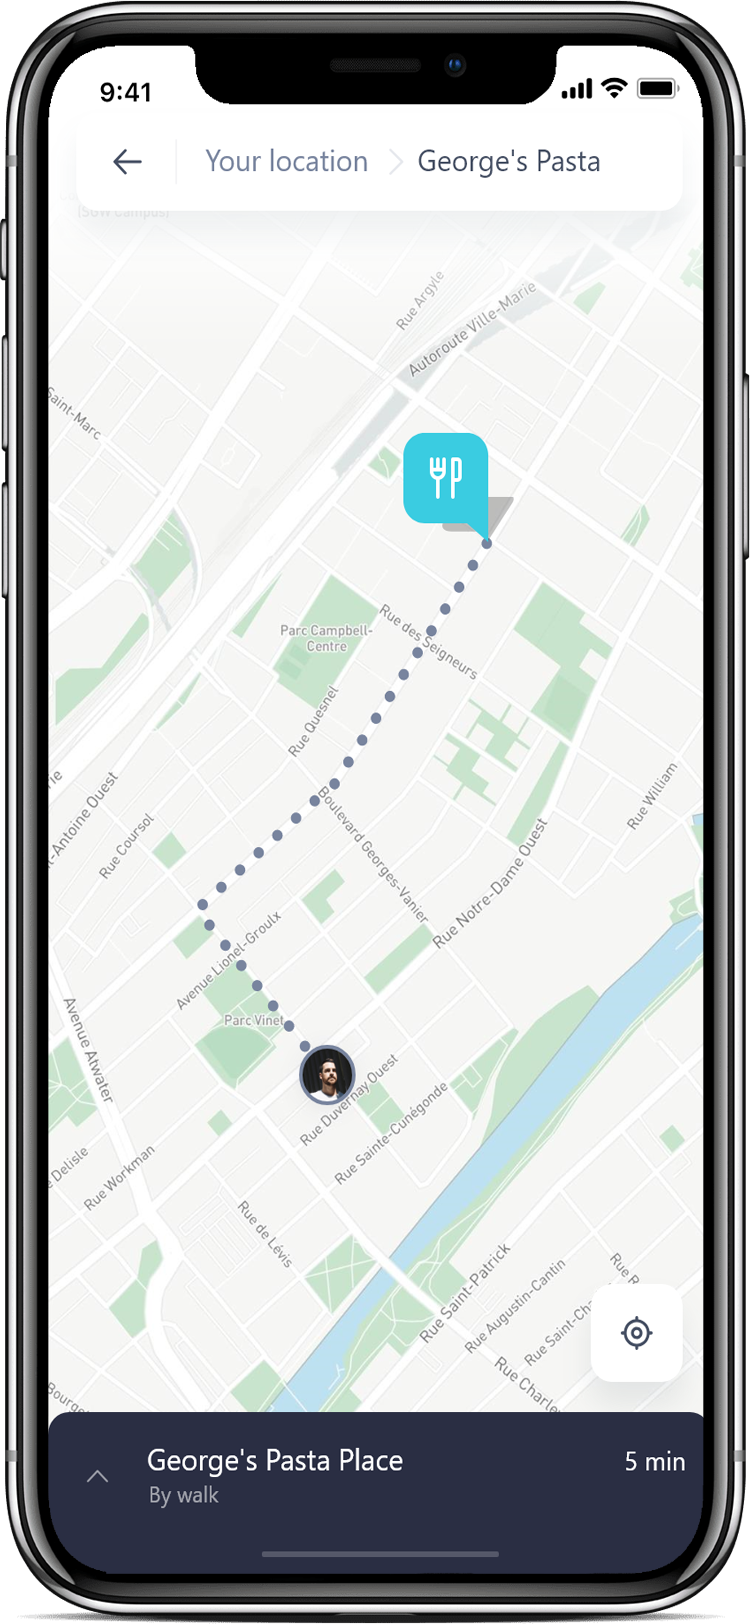 9:41
Your location
George's Pasta
(SGW Campus)
Rue Argyle
Autoroute Ville-Marie
Saint-Marc
Parc Campbell-
Centre
Rue des Seigneurs
Rue Quesnel
Rue William
Rue Coursol
Boulevard Georges-Vanier
Rue Notre-Dame Ouest
Avenue Lionel-Groulx
Parc Vinet
Avenue Atwater
Rue Duvernay Ouest
Rue Sainte-Cunégonde
Delisle
Rue Workman
Rue de Lévis
Rue Saint-Patrick
Rue Augustin-Cantin
Rue R
Rue Saint-Ch
Rue Charle
Bourge
George's Pasta Place
5 min
By walk